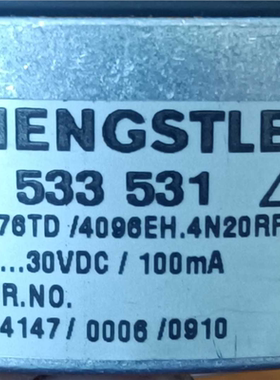 HENGSTLE
533 531
76TD /4096EH.4N20RF
...30VDC / 100mA
R.NO.
4147/ 0006 /0910